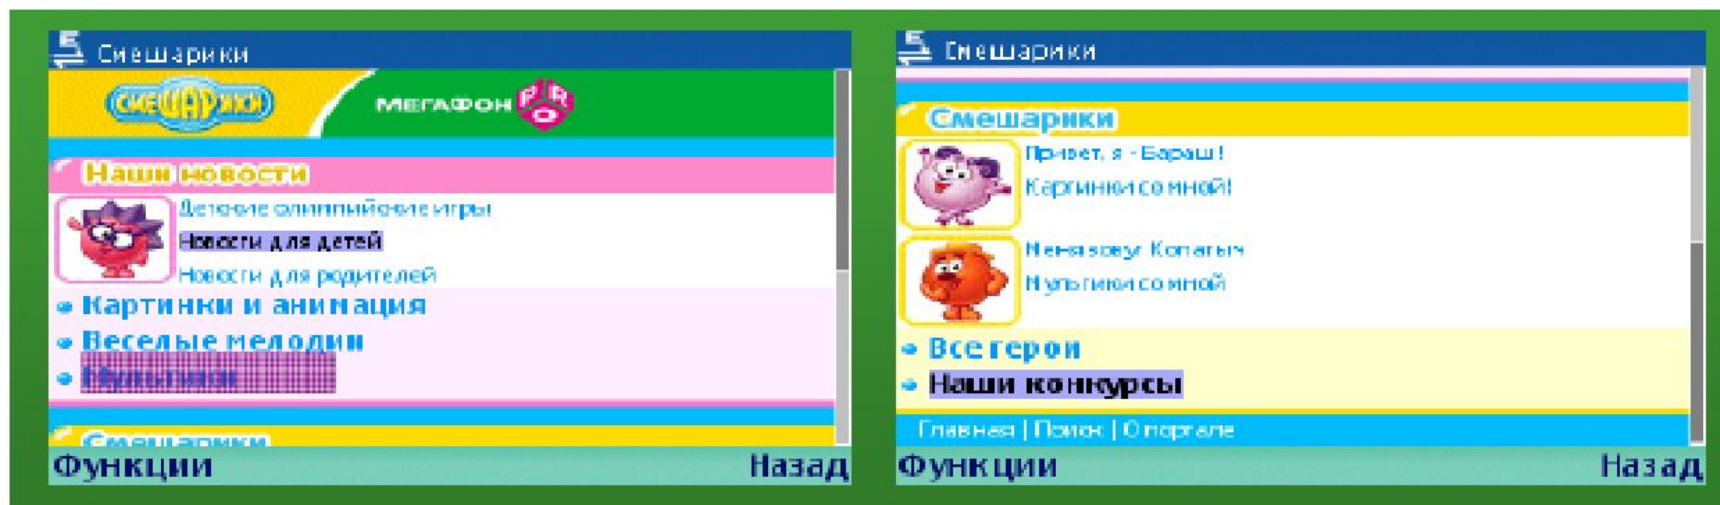 Смешарики
СМЕШАРИКИ
МЕГАФОН PRO
Наши новости
Детские олимпийские игры
Новости для детей
Новости для родителей
Картинки и анимация
Веселые мелодии
Мультики
Смешарики
Функции
Назад
Смешарики
Смешарики
Привет, я - Бараш!
Картинки со мной!
Меня зовут Копатыч
Мультики со мной
Все герои
Наши конкурсы
Главная | Поиск | О портале
Функции
Назад